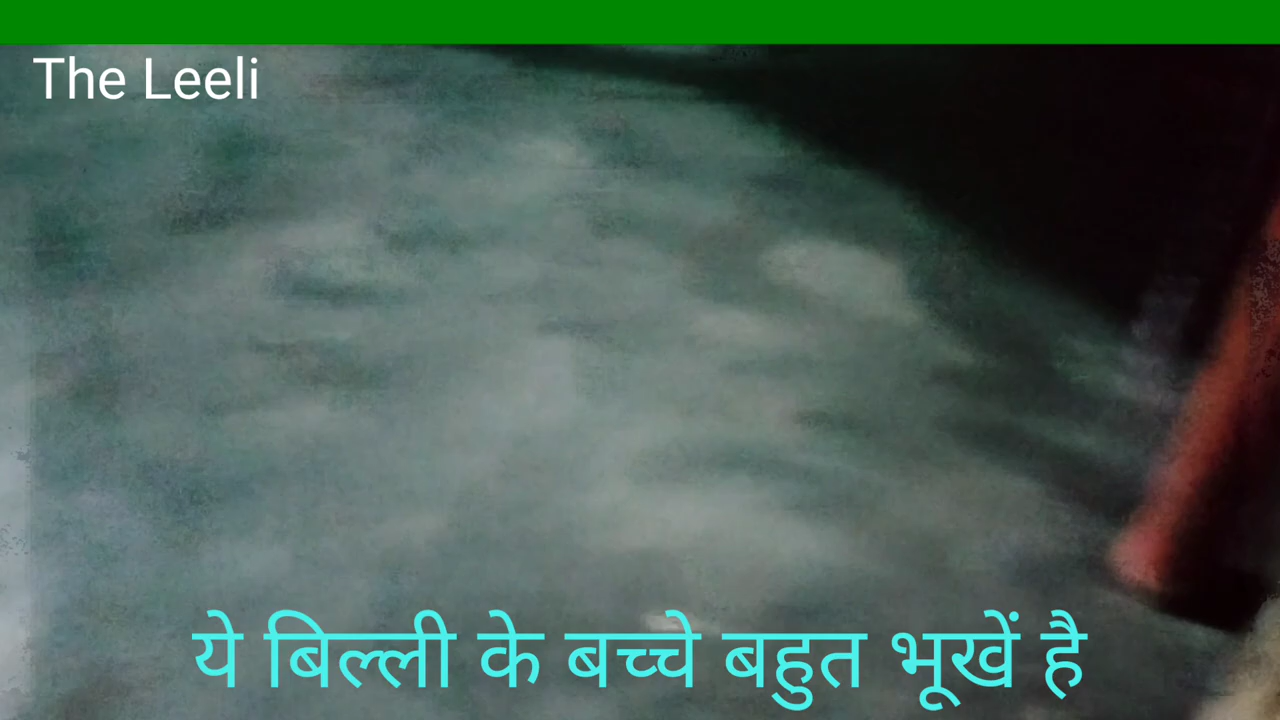 The Leeli
ये बिल्ली के बच्चे बहुत भूखें है